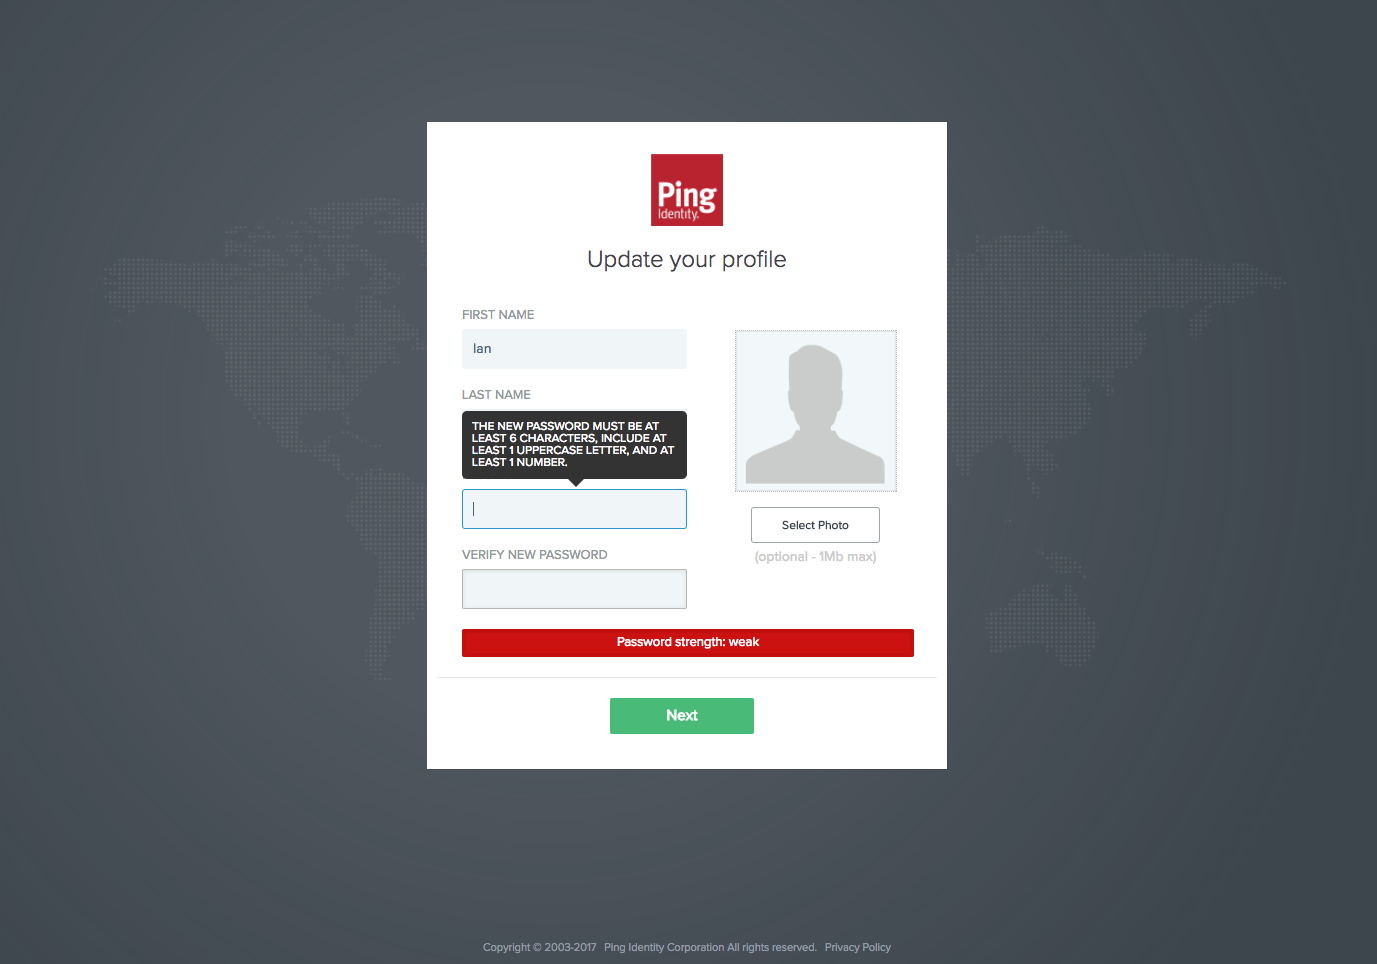 Ping
Identity.
Update your profile
FIRST NAME
Ian
LAST NAME
THE NEW PASSWORD MUST BE AT
LEAST 6 CHARACTERS, INCLUDE AT
LEAST 1 UPPERCASE LETTER, AND AT
LEAST 1 NUMBER.
VERIFY NEW PASSWORD
Select Photo
(optional - 1Mb max)
Password strength: weak
Next
Copyright © 2003-2017 Ping Identity Corporation All rights reserved. Privacy Policy